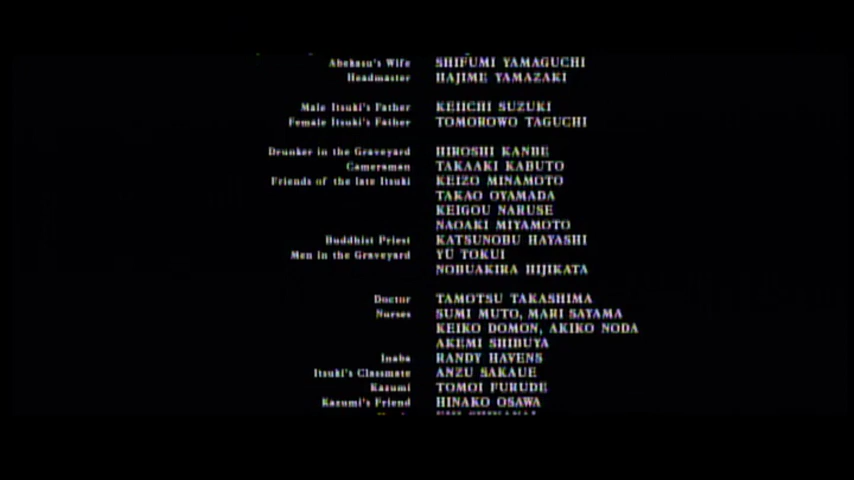 Abekasu's Wife SHIFUMI YAMAGUCHI
Headmaster HAJIME YAMAZAKI
Male Itsuki's Father KEIICHI SUZUKI
Female Itsuki's Father TOMOROWO TAGUCHI
Drunker in the Graveyard HIROSHI KANBE
Cameraman TAKAAKI KABUTO
Friends of the late Itsuki KEIZO MINAMOTO
TAKAO OYAMADA
KEIGOU NARUSE
NAOAKI MIYAMOTO
Buddhist Priest KATSUNOBU HAYASHI
Men in the Graveyard YU TOKUI
NOBUAKIRA HIJIKATA
Doctor TAMOTSU TAKASHIMA
Nurses SUMI MUTO, MARI SAYAMA
KEIKO DOMON, AKIKO NODA
AKEMI SHIBUYA
Inaba RANDY HAVENS
Itsuki's Classmate ANZU SAKAUE
Kazumi TOMOI FURUDE
Kazumi's Friend HINAKO OSAWA